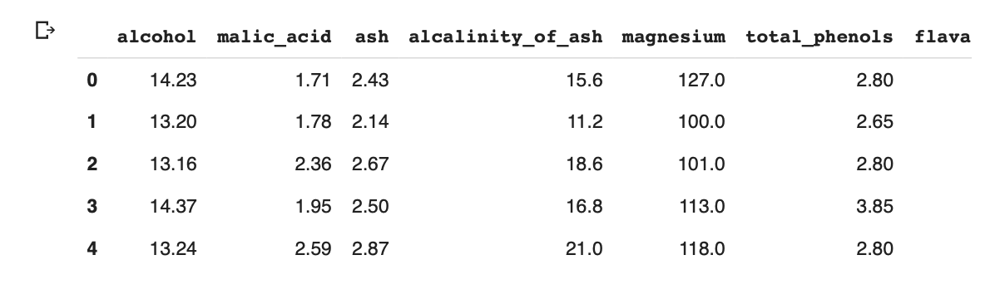 alcohol malic_acid ash alcalinity_of_ash magnesium total_phenols flava
0 14.23 1.71 2.43 15.6 127.0 2.80
1 13.20 1.78 2.14 11.2 100.0 2.65
2 13.16 2.36 2.67 18.6 101.0 2.80
3 14.37 1.95 2.50 16.8 113.0 3.85
4 13.24 2.59 2.87 21.0 118.0 2.80